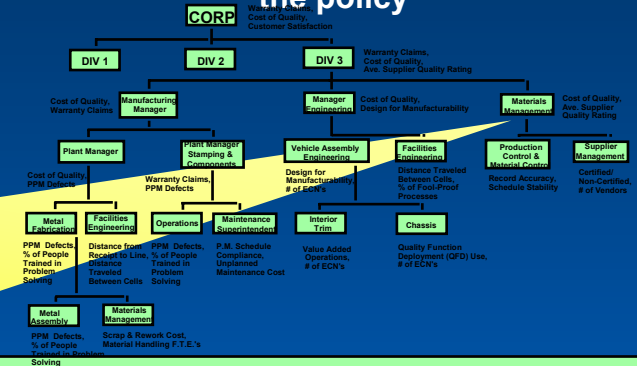 the policy
CORP
Warranty Claims,
Cost of Quality,
Customer Satisfaction
DIV 1
DIV 2
DIV 3
Warranty Claims,
Cost of Quality,
Ave. Supplier Quality Rating
Cost of Quality,
Warranty Claims
Manufacturing
Manager
Manager
Engineering
Cost of Quality,
Design for Manufacturability
Materials
Management
Cost of Quality,
Ave. Supplier
Quality Rating
Plant Manager
Plant Manager
Stamping &
Components
Vehicle Assembly
Engineering
Facilities
Engineering
Production
Control &
Material Control
Supplier
Management
Cost of Quality,
PPM Defects
Warranty Claims,
PPM Defects
Design for
Manufacturability,
# of ECN's
Distance Traveled
Between Cells,
% of Fool-Proof
Processes
Record Accuracy,
Schedule Stability
Certified/
Non-Certified,
# of Vendors
Metal
Fabrication
Facilities
Engineering
Operations
Maintenance
Superintendent
Interior
Trim
Chassis
PPM Defects,
% of People
Trained in
Problem
Solving
Distance from
Receipt to Line,
Distance
Traveled
Between Cells
PPM Defects,
% of People
Trained in
Problem
Solving
P.M. Schedule
Compliance,
Unplanned
Maintenance Cost
Value Added
Operations,
# of ECN's
Quality Function
Deployment (QFD) Use,
# of ECN's
Metal
Assembly
Materials
Management
PPM Defects,
% of People
Trained in Problem
Solving
Scrap & Rework Cost,
Material Handling F.T.E.'s